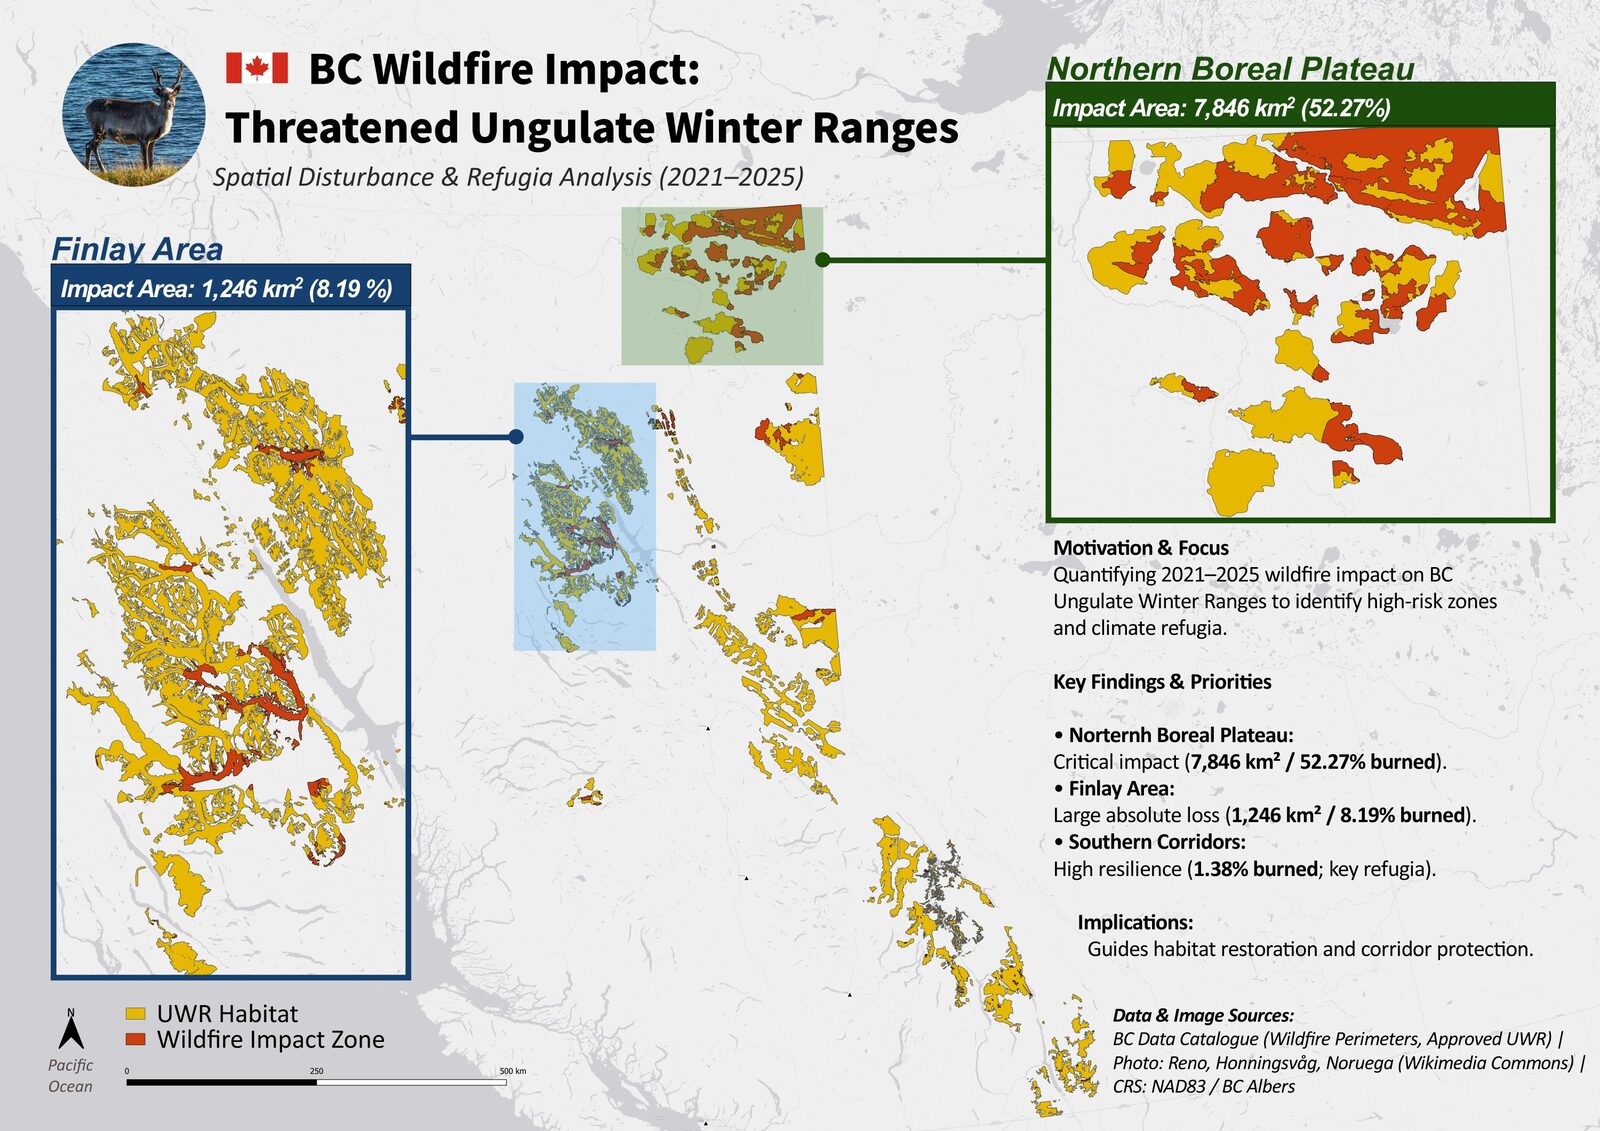 BC Wildfire Impact:
Threatened Ungulate Winter Ranges
Spatial Disturbance & Refugia Analysis (2021–2025)
Finlay Area
Impact Area: 1,246 km² (8.19 %)
Northern Boreal Plateau
Impact Area: 7,846 km² (52.27%)
Motivation & Focus
Quantifying 2021–2025 wildfire impact on BC
Ungulate Winter Ranges to identify high-risk zones
and climate refugia.
Key Findings & Priorities
• Norternh Boreal Plateau:
Critical impact (7,846 km² / 52.27% burned).
• Finlay Area:
Large absolute loss (1,246 km² / 8.19% burned).
• Southern Corridors:
High resilience (1.38% burned; key refugia).
Implications:
Guides habitat restoration and corridor protection.
Data & Image Sources:
BC Data Catalogue (Wildfire Perimeters, Approved UWR) |
Photo: Reno, Honningsvåg, Noruega (Wikimedia Commons) |
CRS: NAD83 / BC Albers
N
Pacific
Ocean
UWR Habitat
Wildfire Impact Zone
0 250 500 km